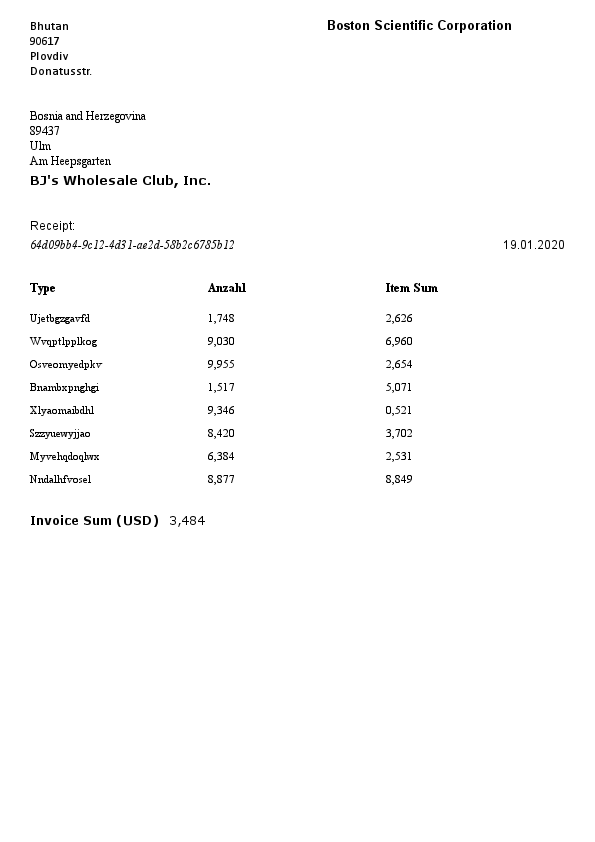 Bhutan
90617
Plovdiv
Donatusstr.
Boston Scientific Corporation
Bosnia and Herzegovina
89437
Ulm
Am Heepsgarten
BJ's Wholesale Club, Inc.
Receipt:
64d09bb4-9c12-4d31-ae2d-58b2c6785b12 19.01.2020
Type Anzahl Item Sum
Ujetbgzgavfd 1,748 2,626
Wvqptlpplkog 9,030 6,960
Osveomyedpkv 9,955 2,654
Bnambxpnghgi 1,517 5,071
Xlyaomaibdhl 9,346 0,521
Szzyuewyjjao 8,420 3,702
Myvehqdoqlwx 6,384 2,531
Nndalhfvosel 8,877 8,849
Invoice Sum (USD) 3,484